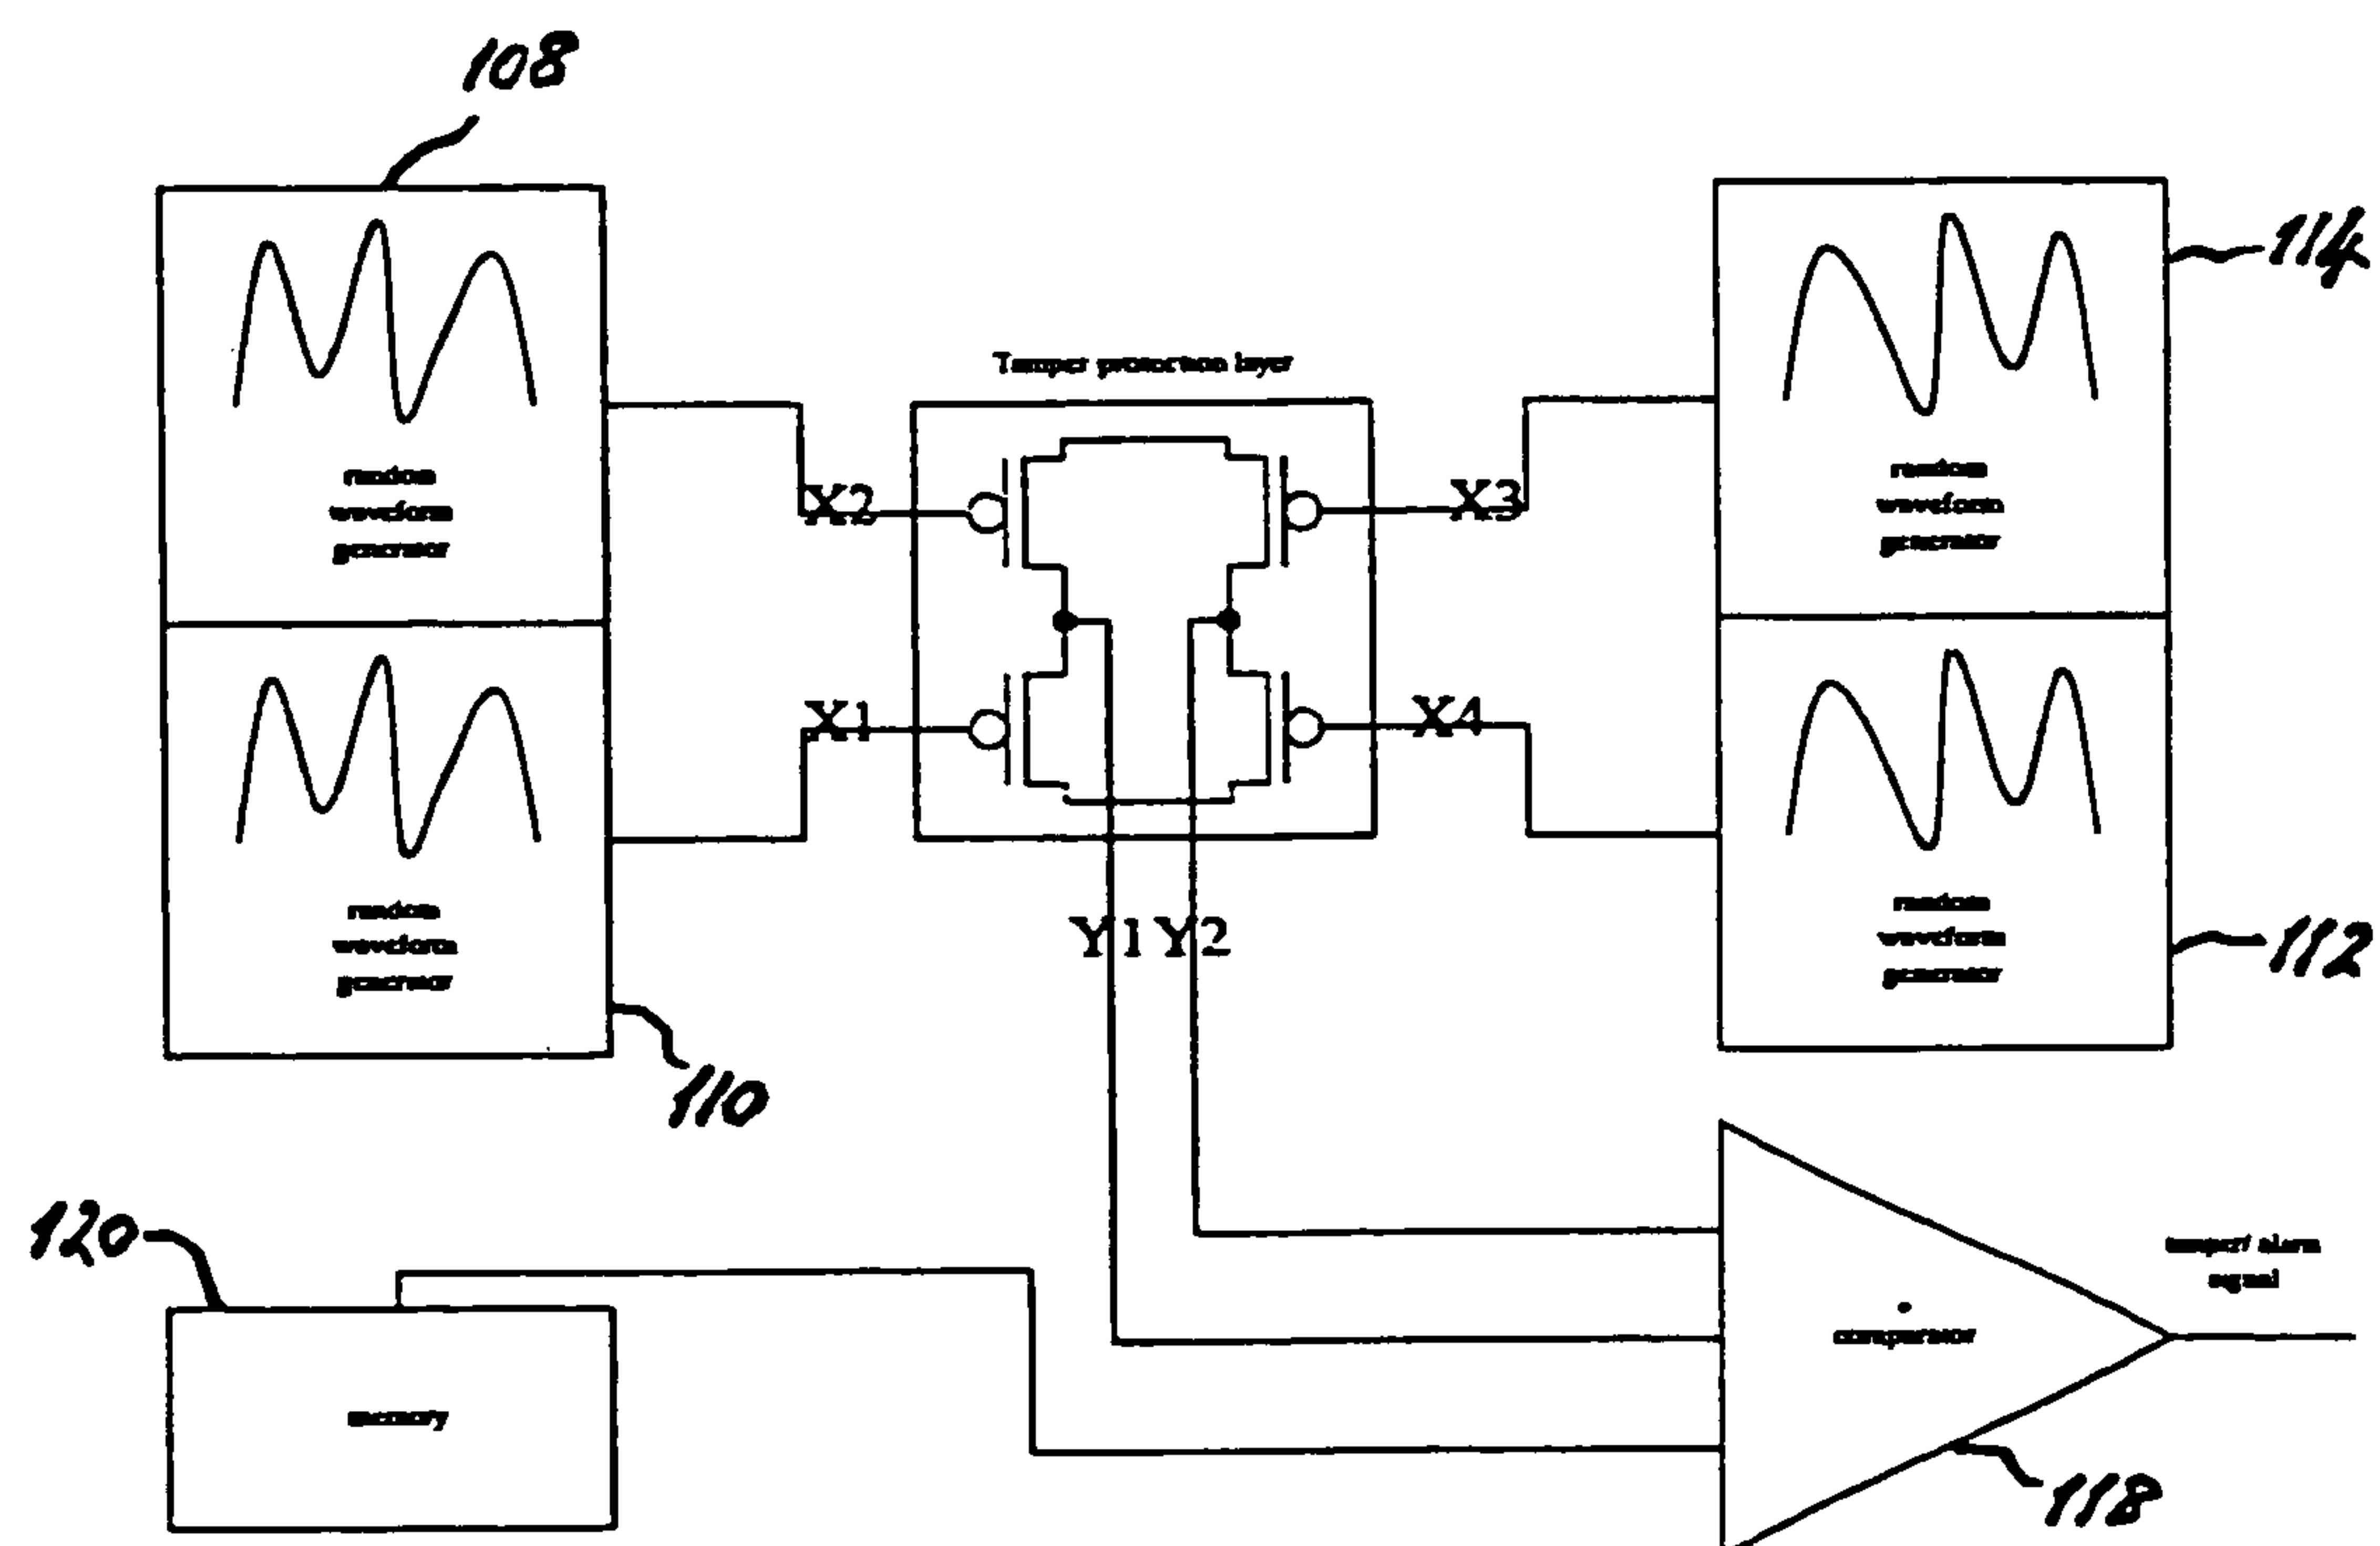 108
114
Tamper protection layer
random
waveform
generator
random
waveform
generator
X2
X3
X1
X4
random
waveform
generator
random
waveform
generator
Y1 Y2
112
110
120
tamper/ alarm
signal
comparator
memory
118